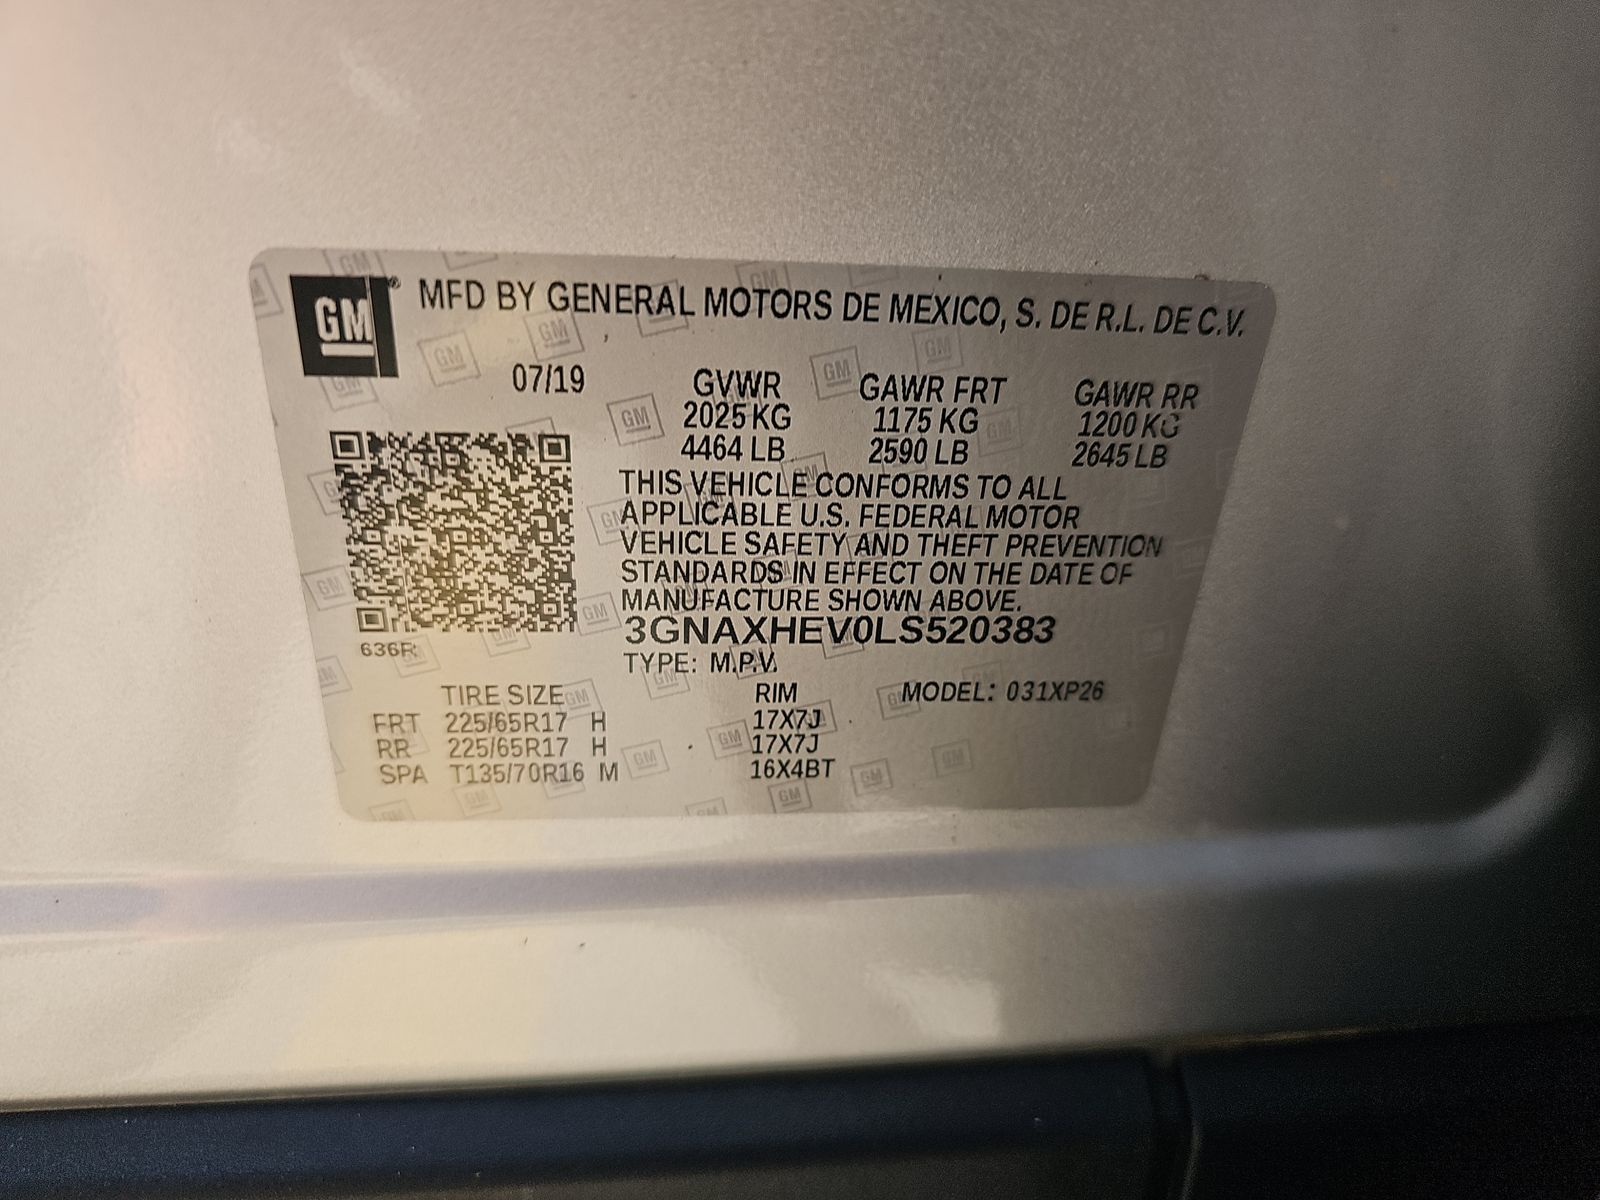 GM
MFD BY GENERAL MOTORS DE MEXICO, S. DE R.L. DE C.V.
07/19
GVWR GAWR FRT GAWR RR
2025 KG 1175 KG 1200 KG
4464 LB 2590 LB 2645 LB
THIS VEHICLE CONFORMS TO ALL
APPLICABLE U.S. FEDERAL MOTOR
VEHICLE SAFETY AND THEFT PREVENTION
STANDARDS IN EFFECT ON THE DATE OF
MANUFACTURE SHOWN ABOVE.
3GNAXHEV0LS520383
636R
TYPE: M.P.V.
TIRE SIZE RIM MODEL: 031XP26
FRT 225/65R17 H 17X7J
RR 225/65R17 H 17X7J
SPA T135/70R16 M 16X4BT